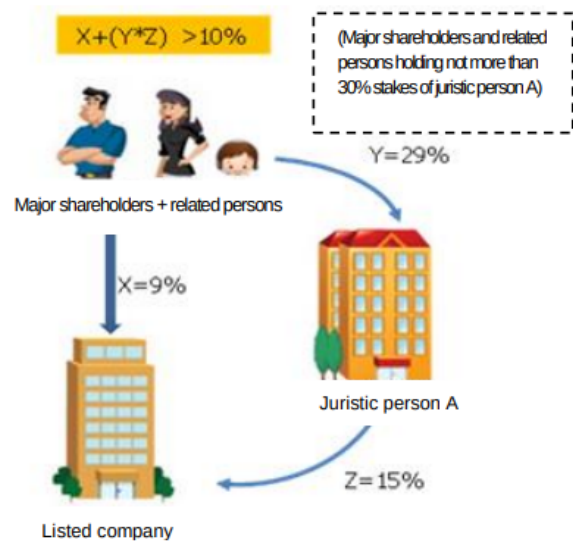 X+(Y*Z) >10%
(Major shareholders and related
persons holding not more than
30% stakes of juristic person A)
Y=29%
Major shareholders + related persons
X=9%
Juristic person A
Z=15%
Listed company